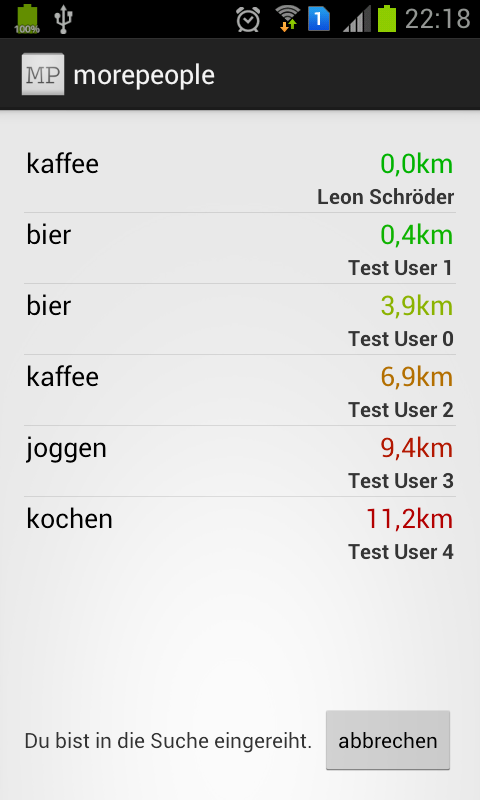 100% 1 22:18
MP morepeople
kaffee 0,0km
Leon Schröder
bier 0,4km
Test User 1
bier 3,9km
Test User 0
kaffee 6,9km
Test User 2
joggen 9,4km
Test User 3
kochen 11,2km
Test User 4
Du bist in die Suche eingereiht. abbrechen